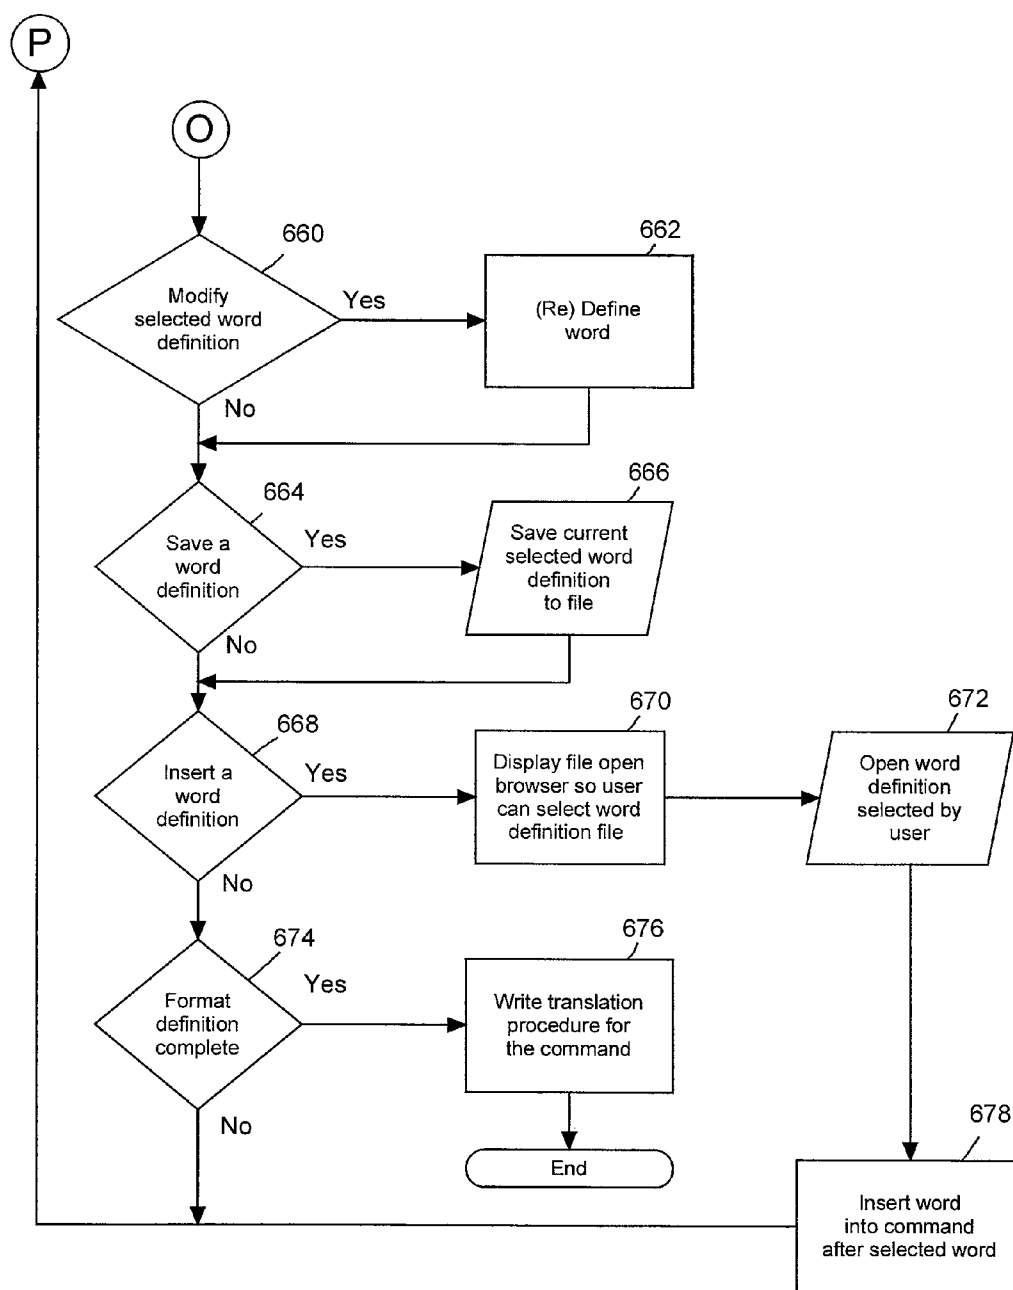 P
O
660
Modify
selected word
definition
Yes
662
(Re) Define
word
No
664
Save a
word
definition
Yes
666
Save current
selected word
definition
to file
No
668
Insert a
word
definition
Yes
670
Display file open
browser so user
can select word
definition file
672
Open word
definition
selected by
user
No
674
Format
definition
complete
Yes
676
Write translation
procedure for
the command
No
End
678
Insert word
into command
after selected word